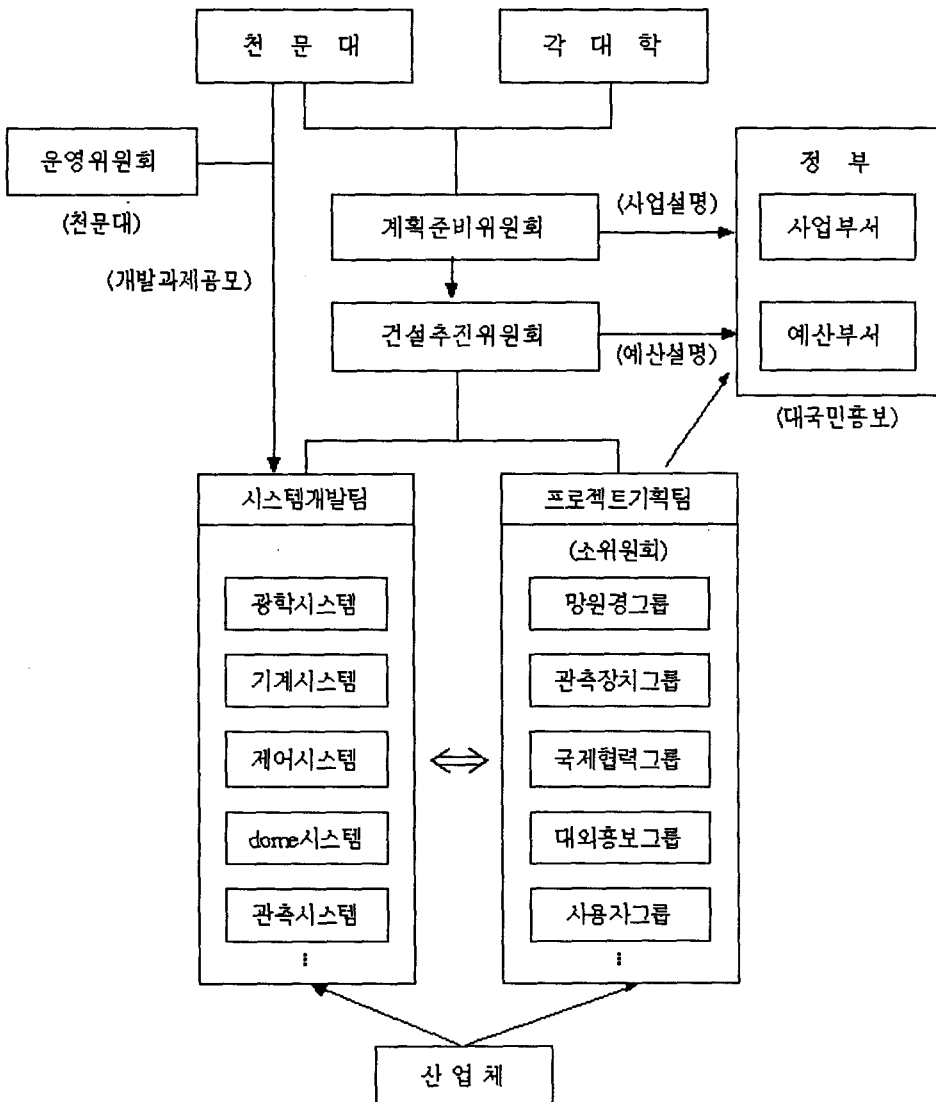 천 문 대
각 대 학
운영위원회
(천문대)
정 부
계획준비위원회
(사업설명)
사업부서
(개발과제공모)
건설추진위원회
(예산설명)
예산부서
(대국민홍보)
시스템개발팀
광학시스템
기계시스템
제어시스템
dome시스템
관측시스템
⋮
프로젝트기획팀
(소위원회)
망원경그룹
관측장치그룹
국제협력그룹
대외홍보그룹
사용자그룹
⋮
산 업 체